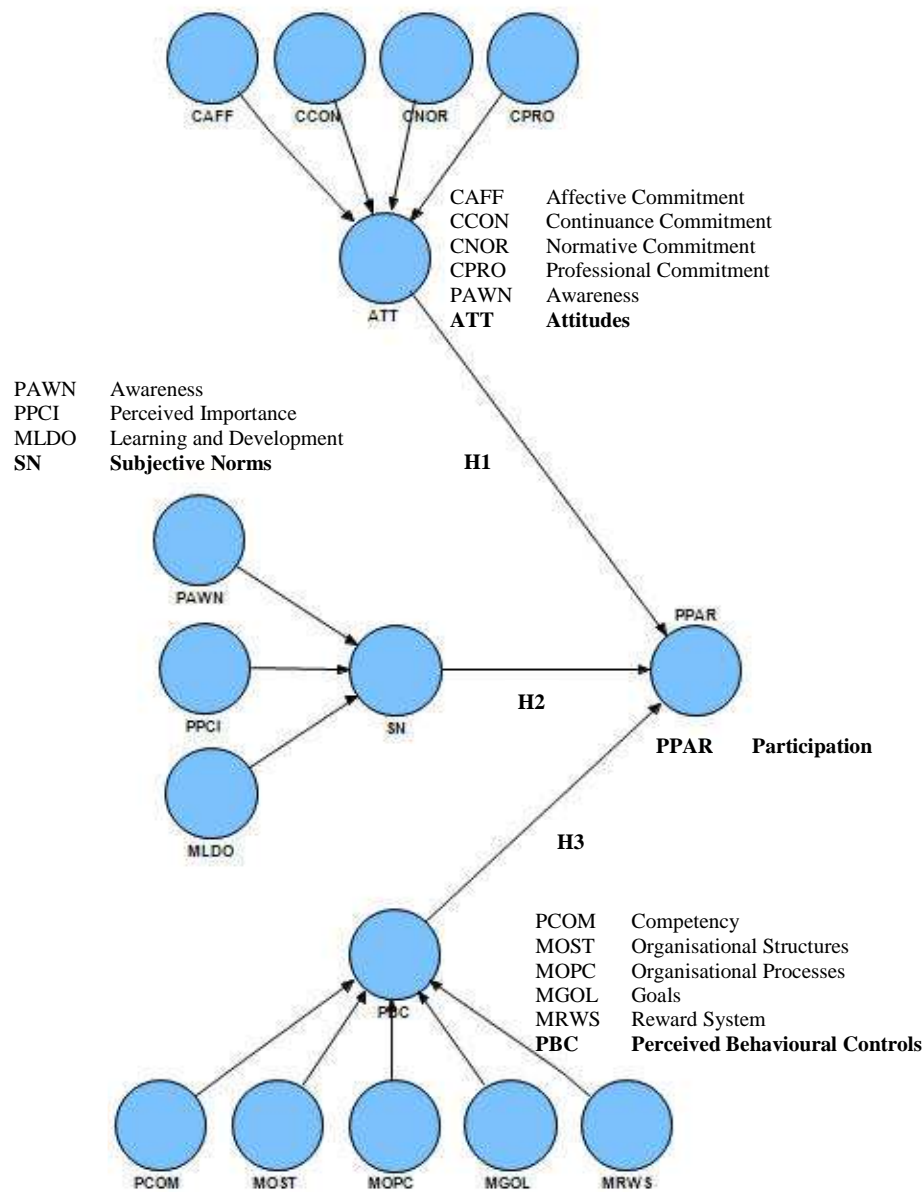 CAFF CCON CNOR CPRO
CAFF Affective Commitment
CCON Continuance Commitment
CNOR Normative Commitment
CPRO Professional Commitment
PAWN Awareness
ATT Attitudes
ATT
PAWN Awareness
PPCI Perceived Importance
MLDO Learning and Development
SN Subjective Norms
H1
PAWN
PPAR
PPCI
SN
H2
PPAR Participation
MLDO
H3
PCOM Competency
MOST Organisational Structures
MOPC Organisational Processes
MGOL Goals
MRWS Reward System
PBC Perceived Behavioural Controls
PBC
PCOM MOST MOPC MGOL MRWS